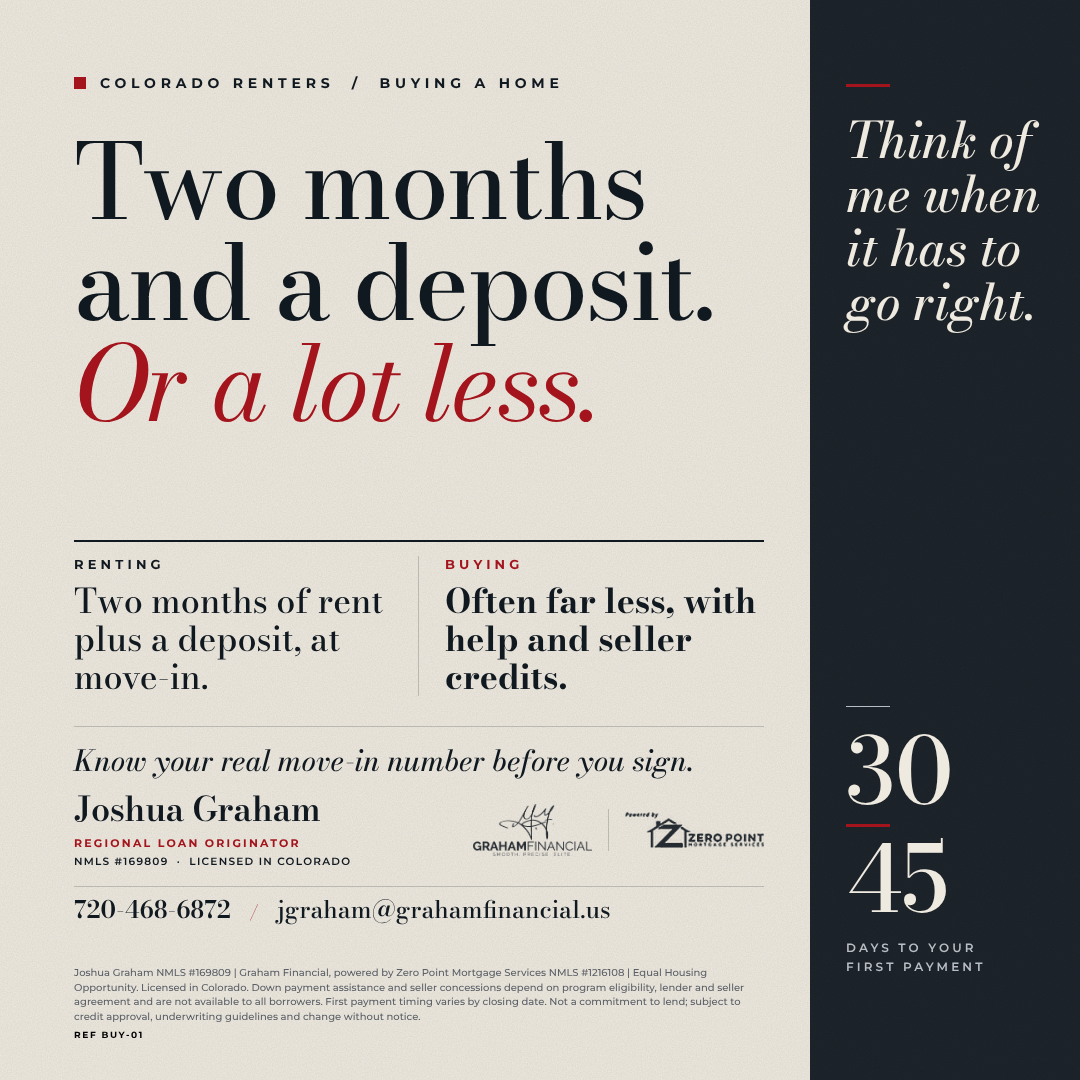 COLORADO RENTERS / BUYING A HOME
Two months
and a deposit.
Or a lot less.
RENTING
Two months of rent
plus a deposit, at
move-in.
BUYING
Often far less, with
help and seller
credits.
Know your real move-in number before you sign.
Joshua Graham
REGIONAL LOAN ORIGINATOR
NMLS #169809 · LICENSED IN COLORADO
GRAHAMFINANCIAL
SMOOTH. PRECISE. ELITE.
Powered by
ZERO POINT
MORTGAGE SERVICES
720-468-6872 / jgraham@grahamfinancial.us
Joshua Graham NMLS #169809 | Graham Financial, powered by Zero Point Mortgage Services NMLS #1216108 | Equal Housing
Opportunity. Licensed in Colorado. Down payment assistance and seller concessions depend on program eligibility, lender and seller
agreement and are not available to all borrowers. First payment timing varies by closing date. Not a commitment to lend; subject to
credit approval, underwriting guidelines and change without notice.
REF BUY-01
Think of
me when
it has to
go right.
30
45
DAYS TO YOUR
FIRST PAYMENT